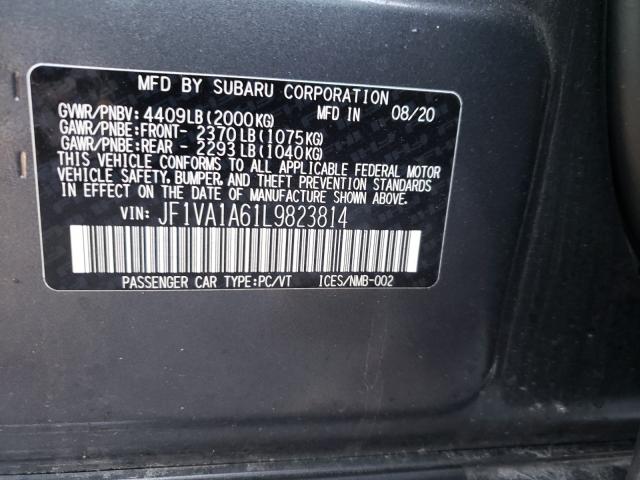 MFD BY SUBARU CORPORATION
GVWR/PNBV: 4409LB(2000KG) MFD IN 08/20
GAWR/PNBE:FRONT- 2370LB(1075KG)
GAWR/PNBE:REAR - 2293LB(1040KG)
THIS VEHICLE CONFORMS TO ALL APPLICABLE FEDERAL MOTOR
VEHICLE SAFETY, BUMPER, AND THEFT PREVENTION STANDARDS
IN EFFECT ON THE DATE OF MANUFACTURE SHOWN ABOVE.
VIN: JF1VA1A61L9823814
PASSENGER CAR TYPE:PC/VT ICES/NMB-002